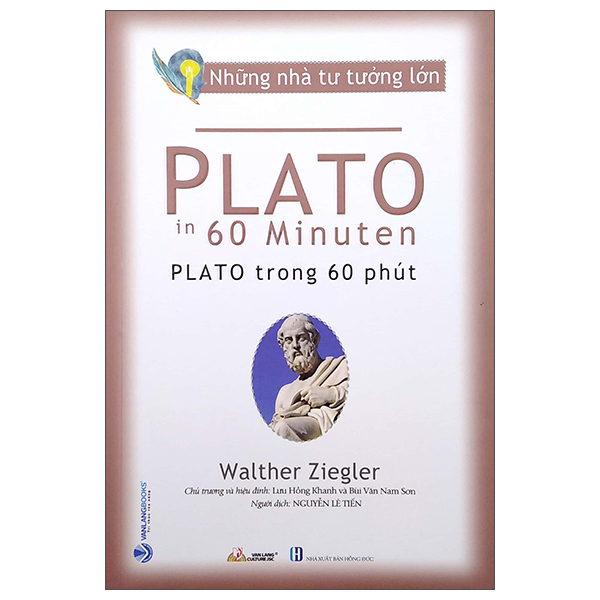 Những nhà tư tưởng lớn
PLATO
in 60 Minuten
PLATO trong 60 phút
Walther Ziegler
Chủ trương và hiệu đính: Lưu Hồng Khanh và Bùi Văn Nam Sơn
Người dịch: NGUYỄN LÊ TIẾN
VANLANGBOOKS
VAN LANG
CULTURE.JSC
NHÀ XUẤT BẢN HỒNG ĐỨC